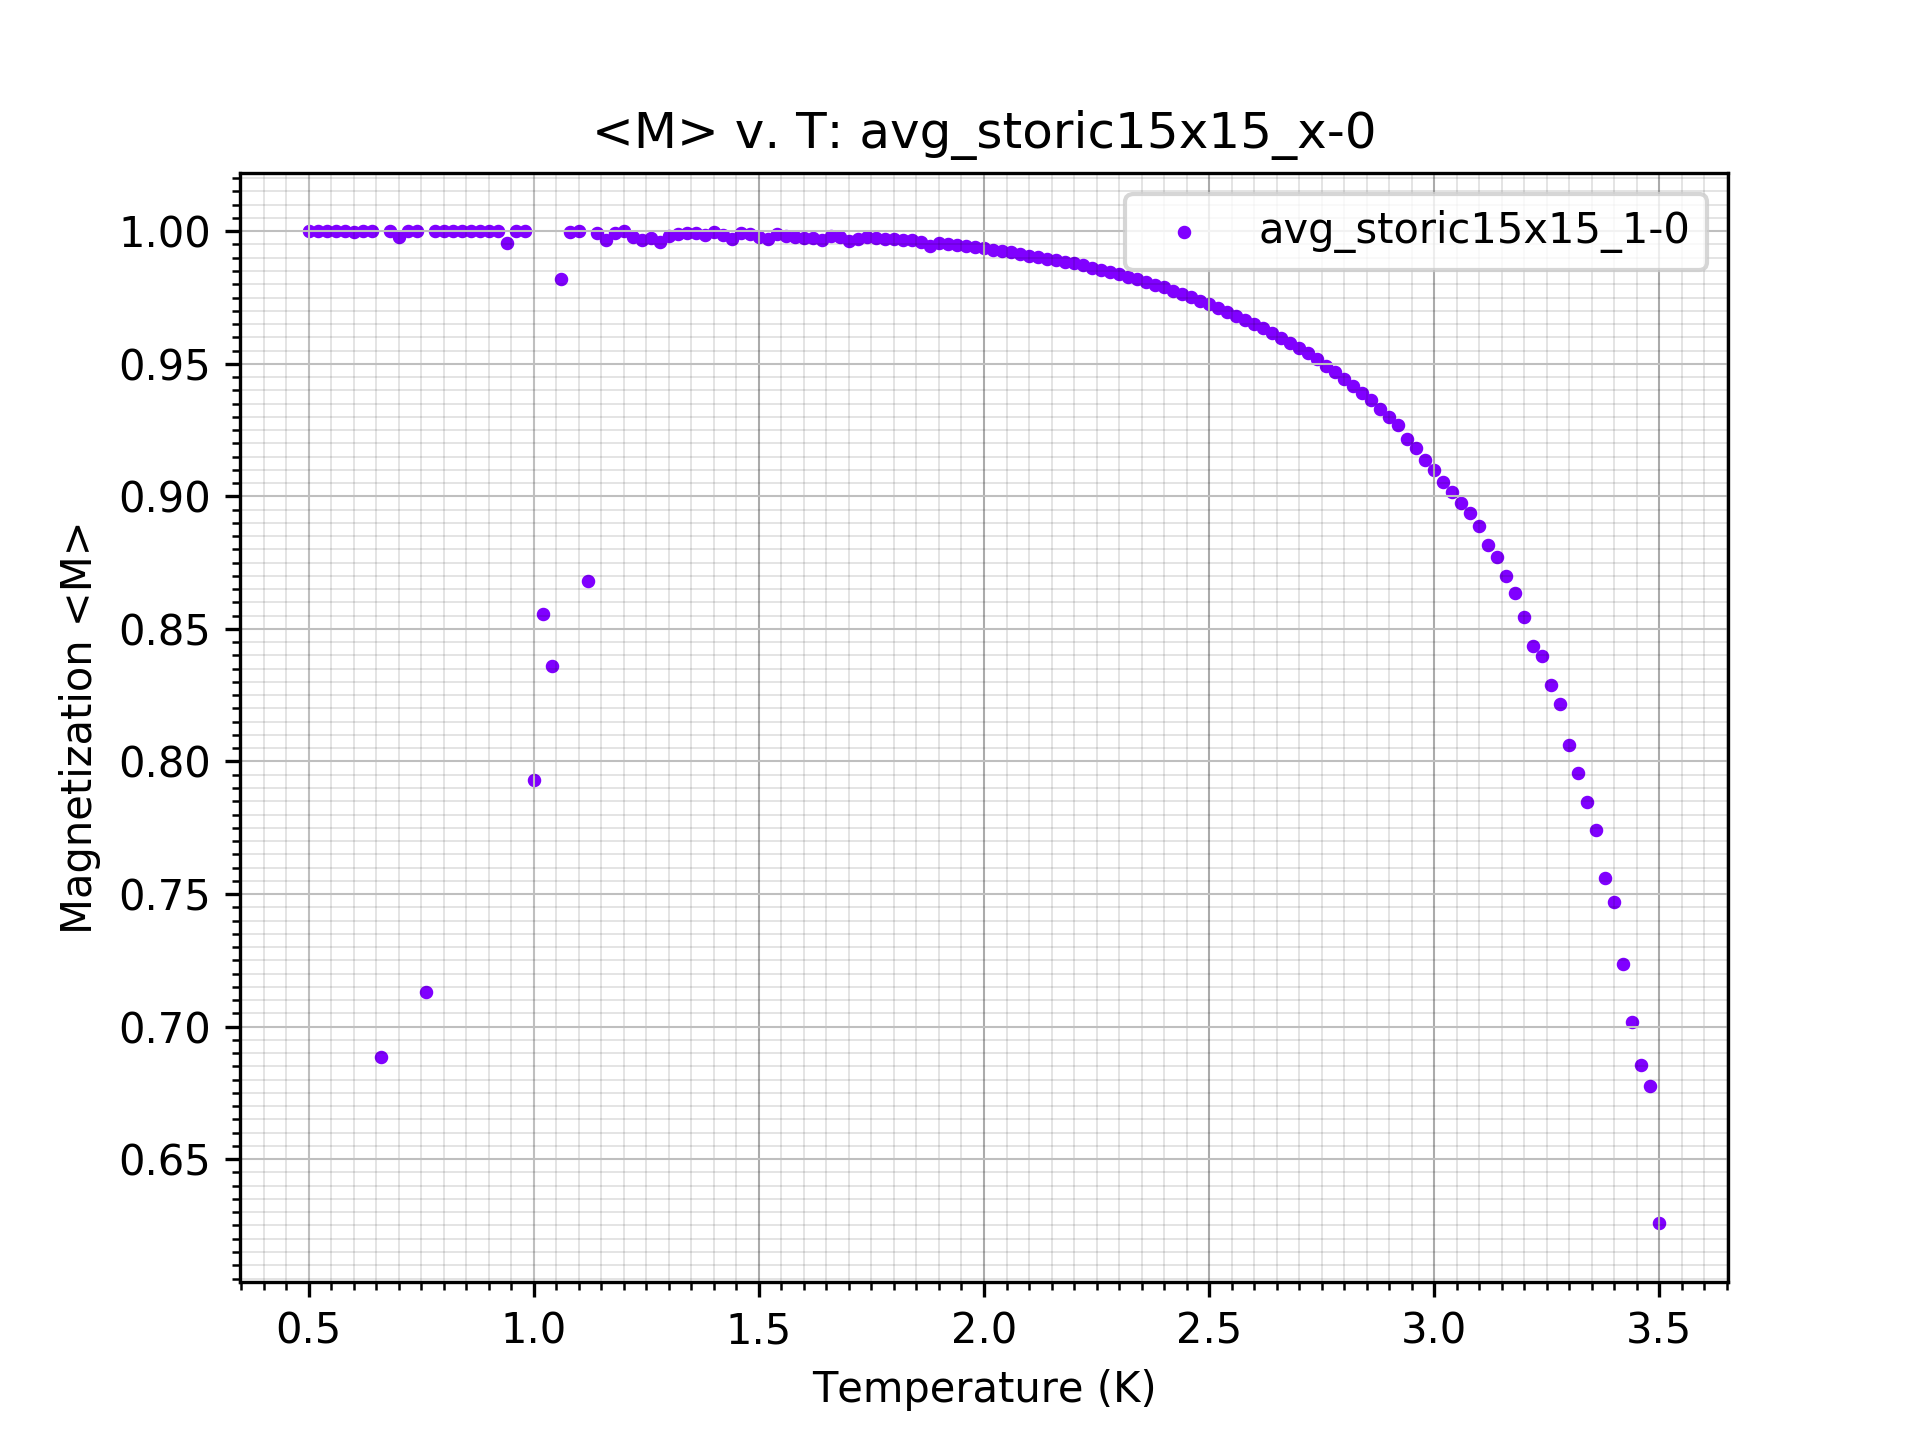 <M> v. T: avg_storic15x15_x-0
avg_storic15x15_1-0
1.00
0.95
0.90
0.85
0.80
0.75
0.70
0.65
Magnetization <M>
0.5 1.0 1.5 2.0 2.5 3.0 3.5
Temperature (K)